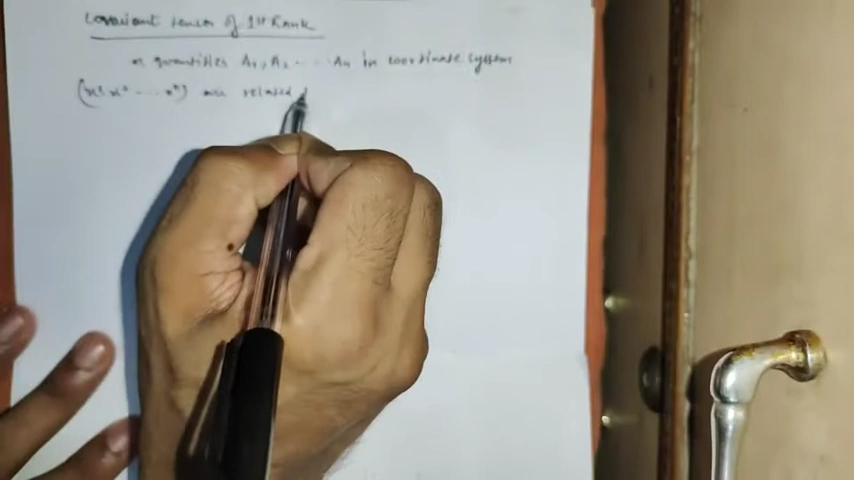 Covariant tensor of 1st Rank
n quantities A₁, A₂ ... Aₙ in coordinate system
(x¹ x² ... xⁿ) are related